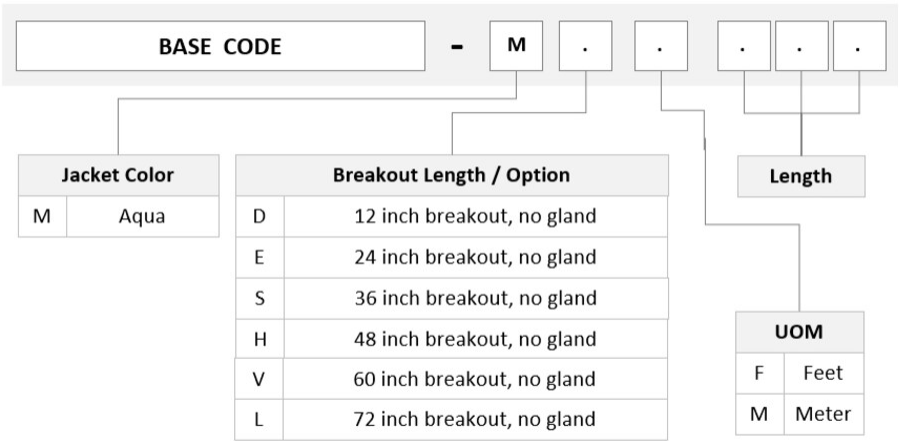 BASE CODE - M . . . . .
Jacket Color
M Aqua
Breakout Length / Option
D 12 inch breakout, no gland
E 24 inch breakout, no gland
S 36 inch breakout, no gland
H 48 inch breakout, no gland
V 60 inch breakout, no gland
L 72 inch breakout, no gland
Length
UOM
F Feet
M Meter